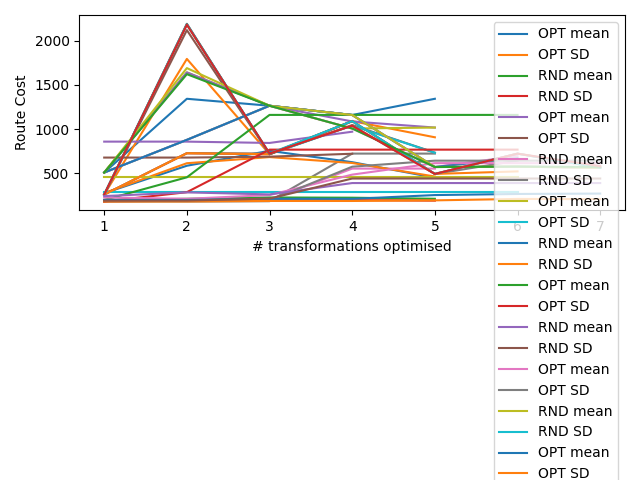 2000
1500
1000
500
Route Cost
1
2
3
4
5
6
7
# transformations optimised
OPT mean
OPT SD
RND mean
RND SD
OPT mean
OPT SD
RND mean
RND SD
OPT mean
OPT SD
RND mean
RND SD
OPT mean
OPT SD
RND mean
RND SD
OPT mean
OPT SD
RND mean
RND SD
OPT mean
OPT SD